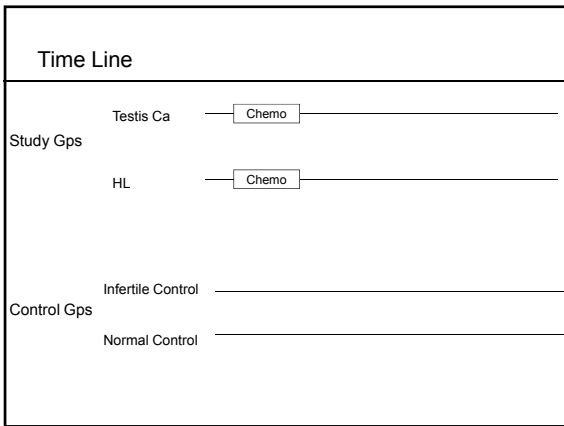 Time Line
Testis Ca
Chemo
Study Gps
HL
Chemo
Infertile Control
Control Gps
Normal Control